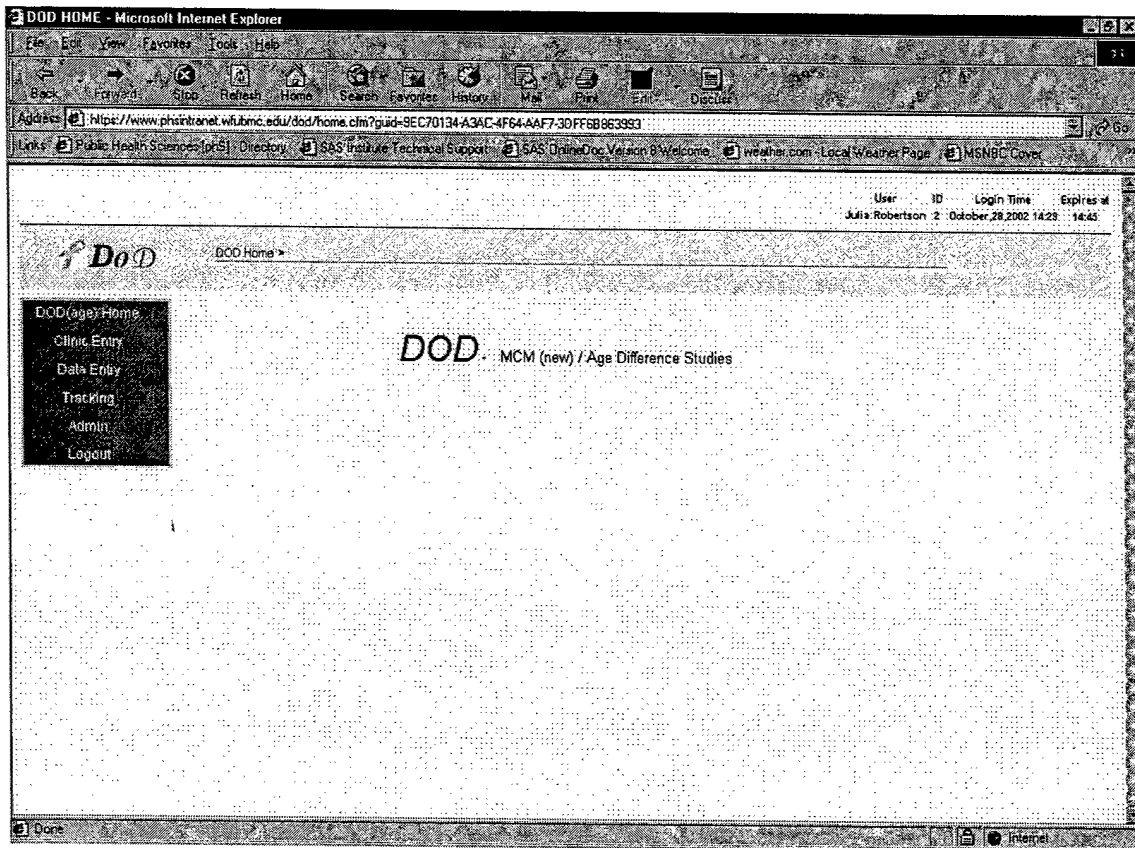 DOD HOME - Microsoft Internet Explorer
File Edit View Favorites Tools Help
Back Forward Stop Refresh Home Search Favorites History Mail Print Edit Discuss
Address https://www.phsintranet.wfubmc.edu/dod/home.cfm?guid=9EC70134-A3AC-4F64-AAF7-3DFF6B863993 Go
Links Public Health Sciences [phS] - Directory SAS Institute Technical Support SAS OnlineDoc Version 8 Welcome weather.com - Local Weather Page MSNBC Cover
User ID Login Time Expires at
Julia Robertson 2 October,28,2002 14:29 14:45
DoD DOD Home >
DOD(age) Home
Clinic Entry
Data Entry
Tracking
Admin
Logout
DOD - MCM (new) / Age Difference Studies
Done Internet